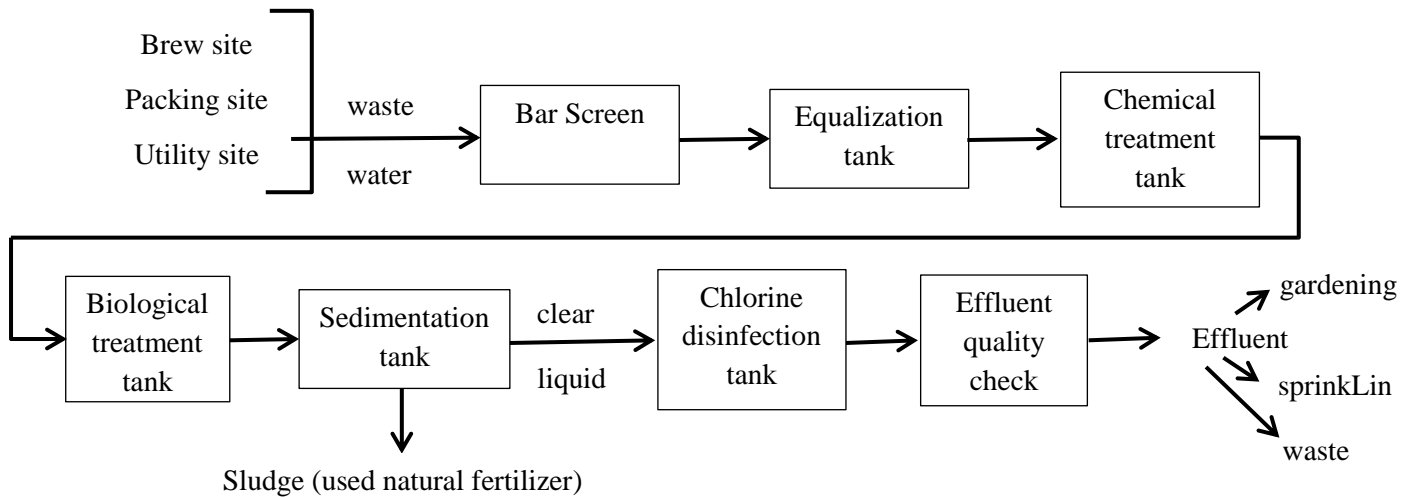 Brew site
Packing site
Utility site
waste
water
Bar Screen
Equalization
tank
Chemical
treatment
tank
Biological
treatment
tank
Sedimentation
tank
clear
liquid
Chlorine
disinfection
tank
Effluent
quality
check
Effluent
gardening
sprinkLin
waste
Sludge (used natural fertilizer)